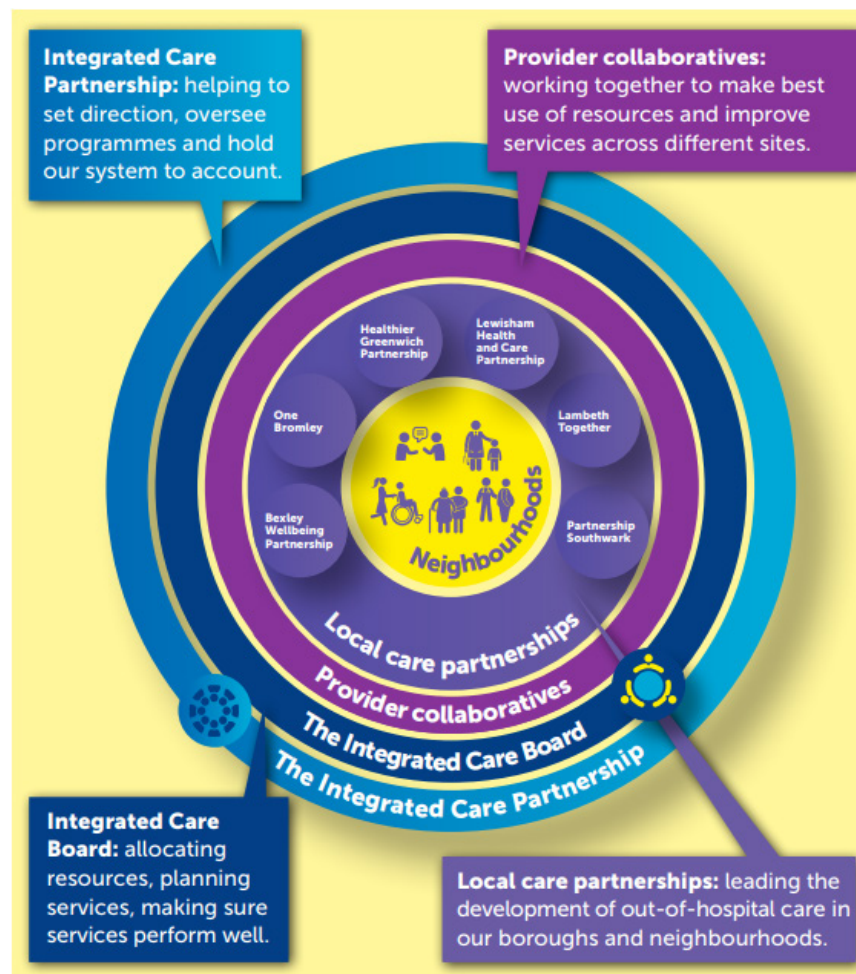 Integrated Care
Partnership: helping to
set direction, oversee
programmes and hold
our system to account.
Provider collaboratives:
working together to make best
use of resources and improve
services across different sites.
Healthier
Greenwich
Partnership
Lewisham
Health
and Care
Partnership
One
Bromley
Lambeth
Together
Bexley
Wellbeing
Partnership
Partnership
Southwark
Neighbourhoods
Local care partnerships
Provider collaboratives
The Integrated Care Board
The Integrated Care Partnership
Integrated Care
Board: allocating
resources, planning
services, making sure
services perform well.
Local care partnerships: leading the
development of out-of-hospital care in
our boroughs and neighbourhoods.